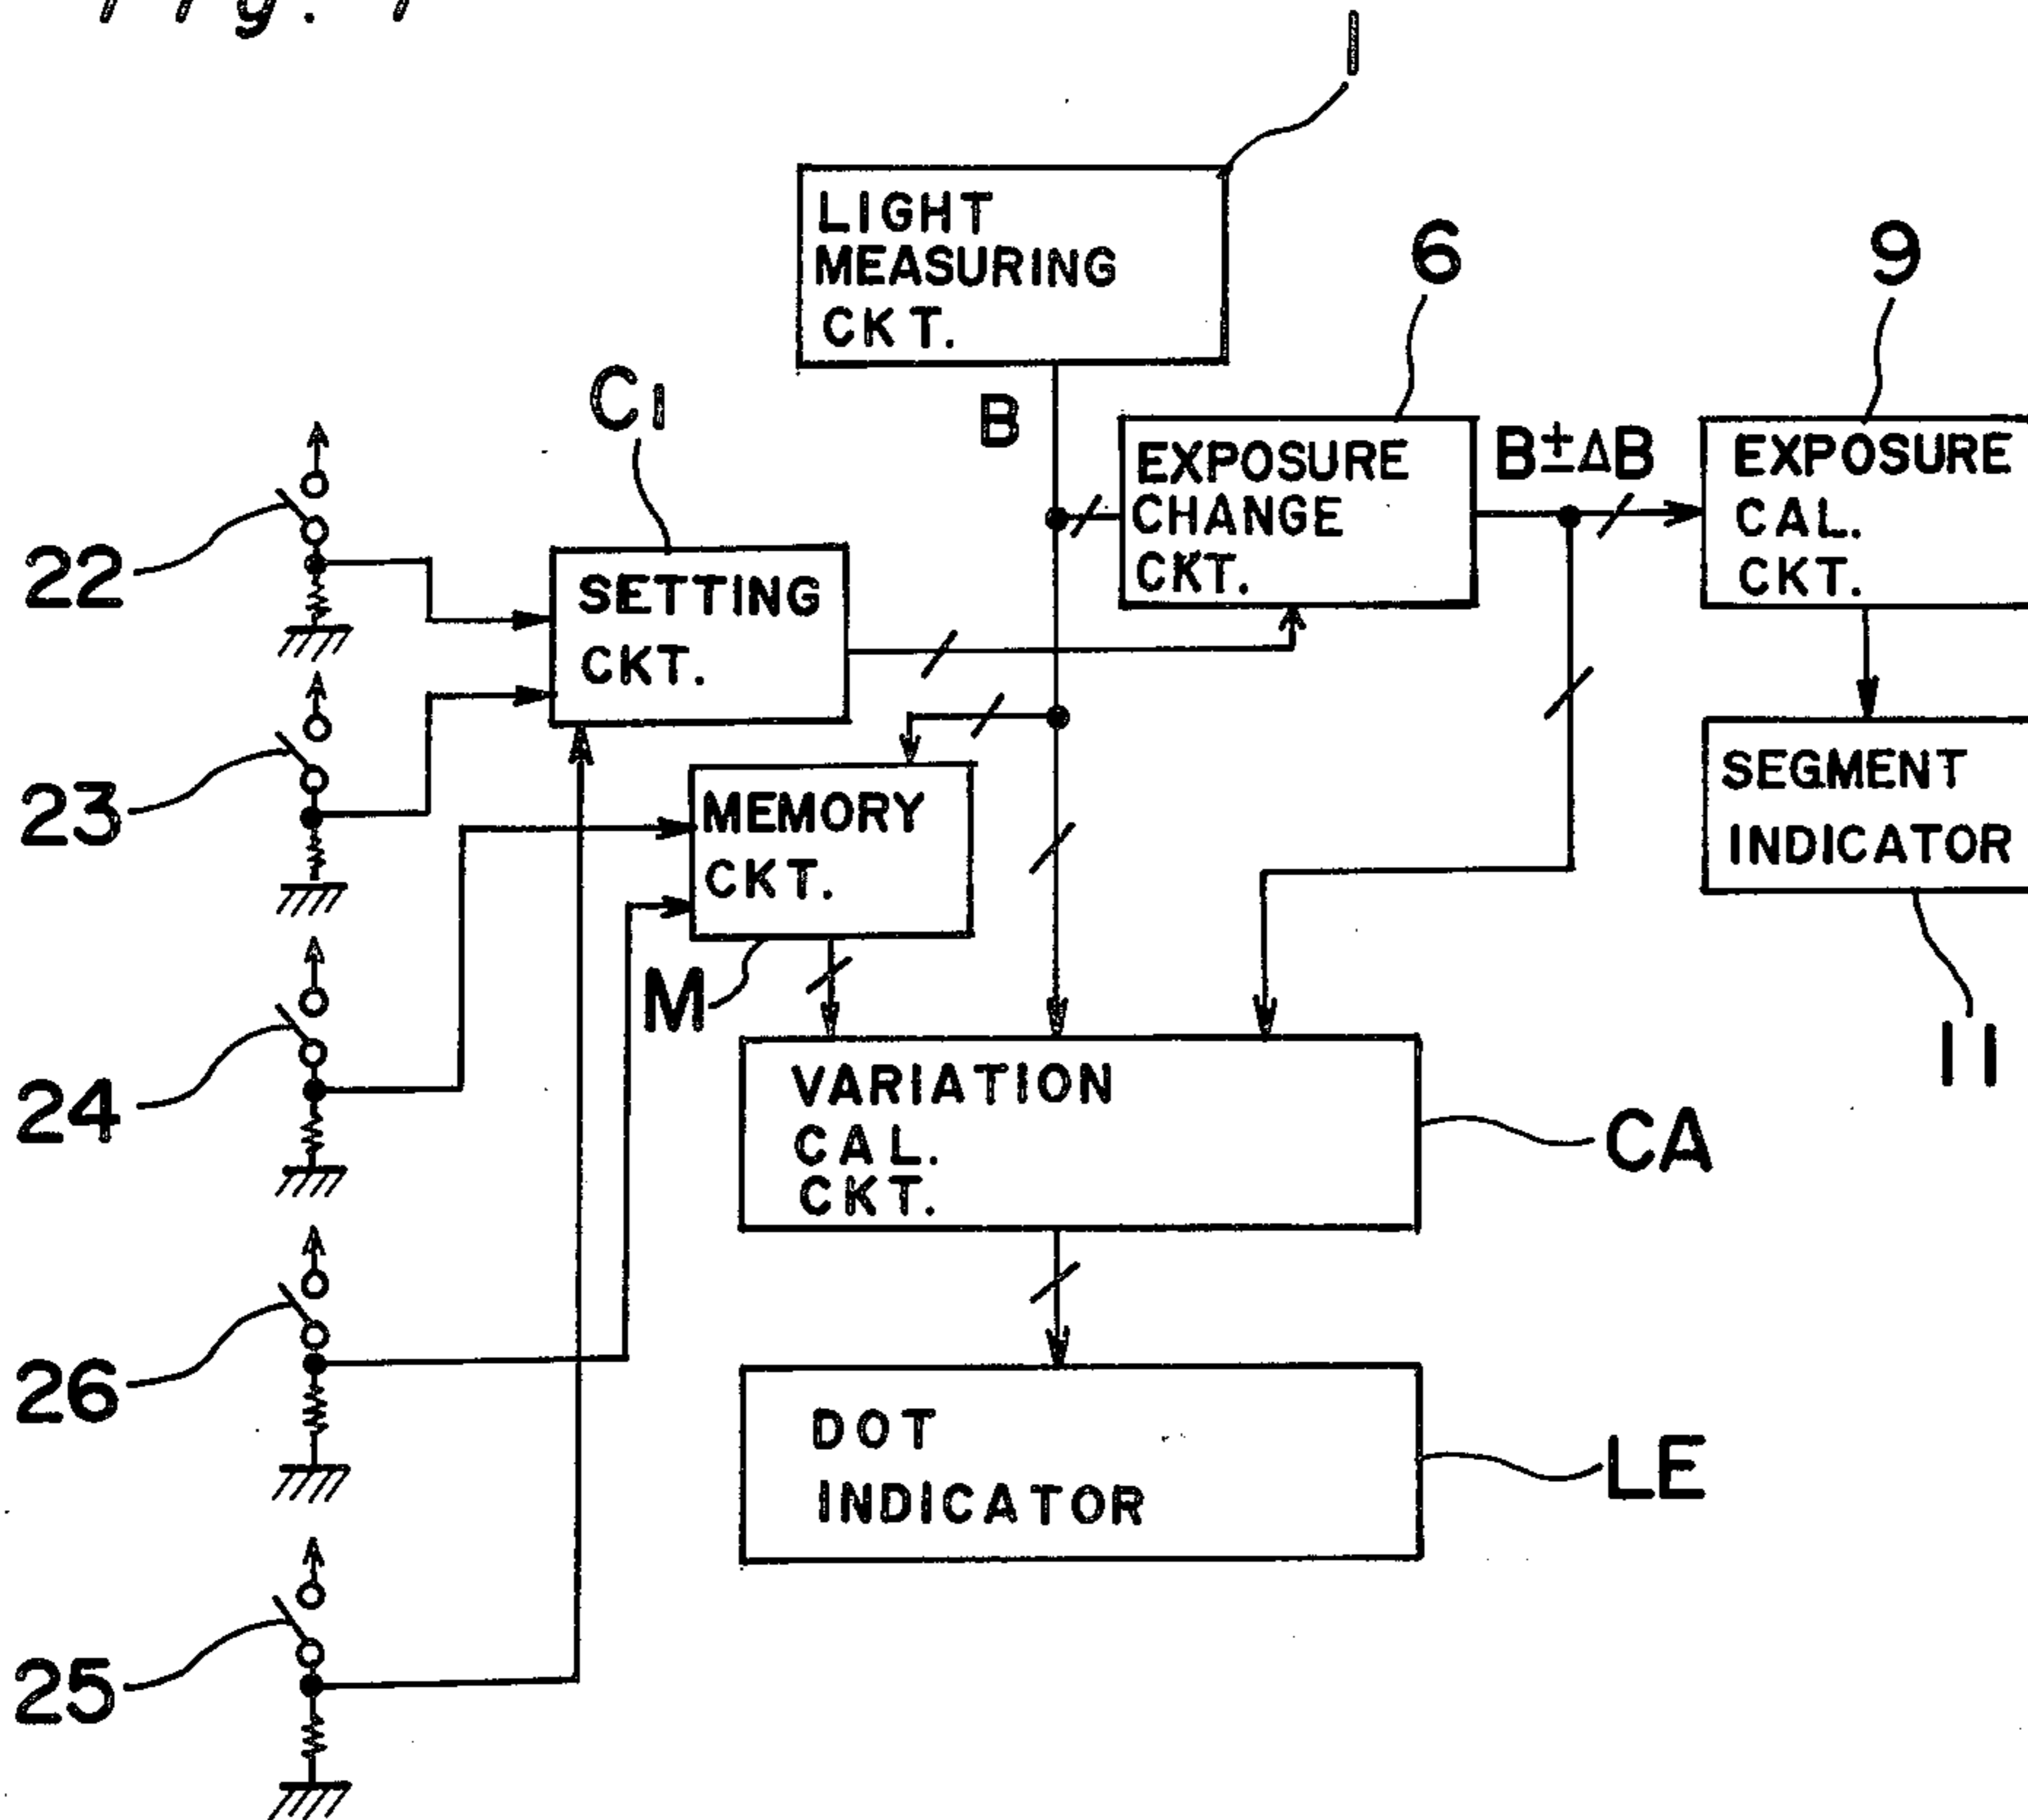 Fig. 1
1
LIGHT
MEASURING
CKT.
6
9
C1
B
EXPOSURE
CHANGE
CKT.
B±ΔB
EXPOSURE
CAL.
CKT.
22
SETTING
CKT.
23
MEMORY
CKT.
SEGMENT
INDICATOR
M
11
24
VARIATION
CAL.
CKT.
CA
26
DOT
INDICATOR
LE
25